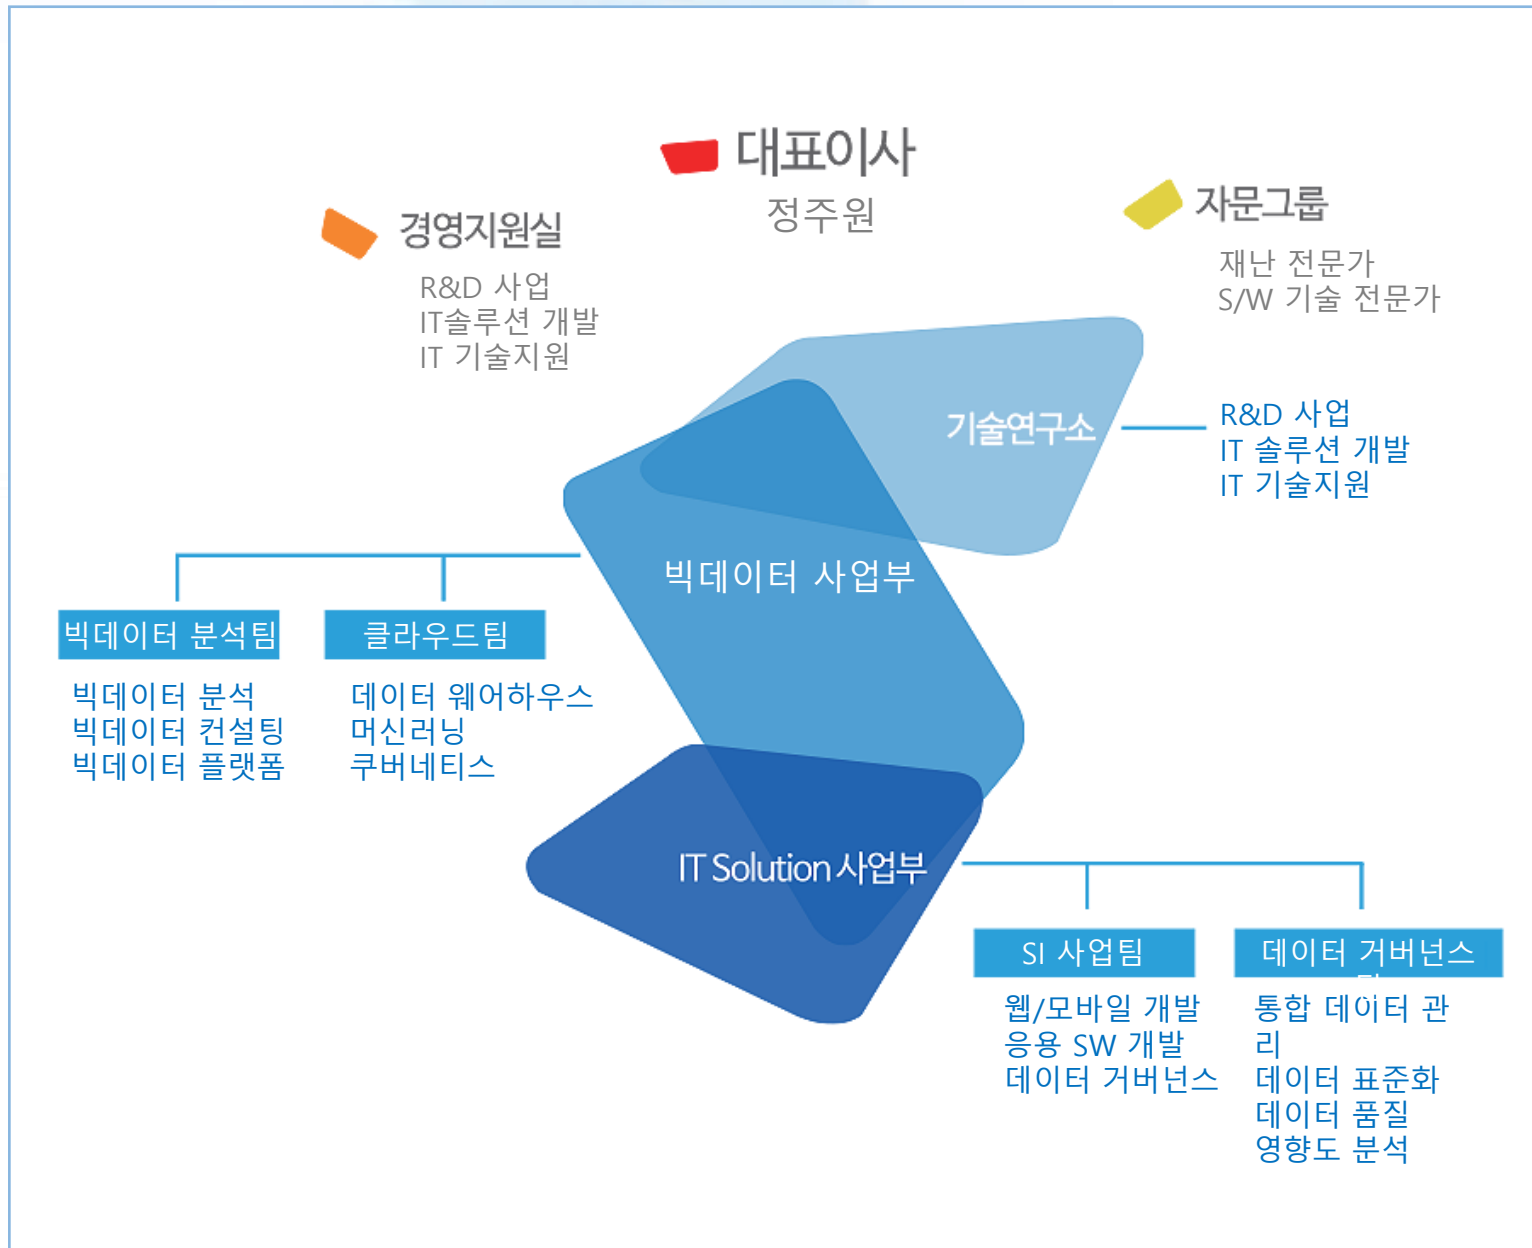 대표이사
정주원
경영지원실
R&D 사업
IT솔루션 개발
IT 기술지원
자문그룹
재난 전문가
S/W 기술 전문가
기술연구소
R&D 사업
IT 솔루션 개발
IT 기술지원
빅데이터 사업부
빅데이터 분석팀
빅데이터 분석
빅데이터 컨설팅
빅데이터 플랫폼
클라우드팀
데이터 웨어하우스
머신러닝
쿠버네티스
IT Solution 사업부
SI 사업팀
웹/모바일 개발
응용 SW 개발
데이터 거버넌스
데이터 거버넌스
통합 데이터 관
리
데이터 표준화
데이터 품질
영향도 분석